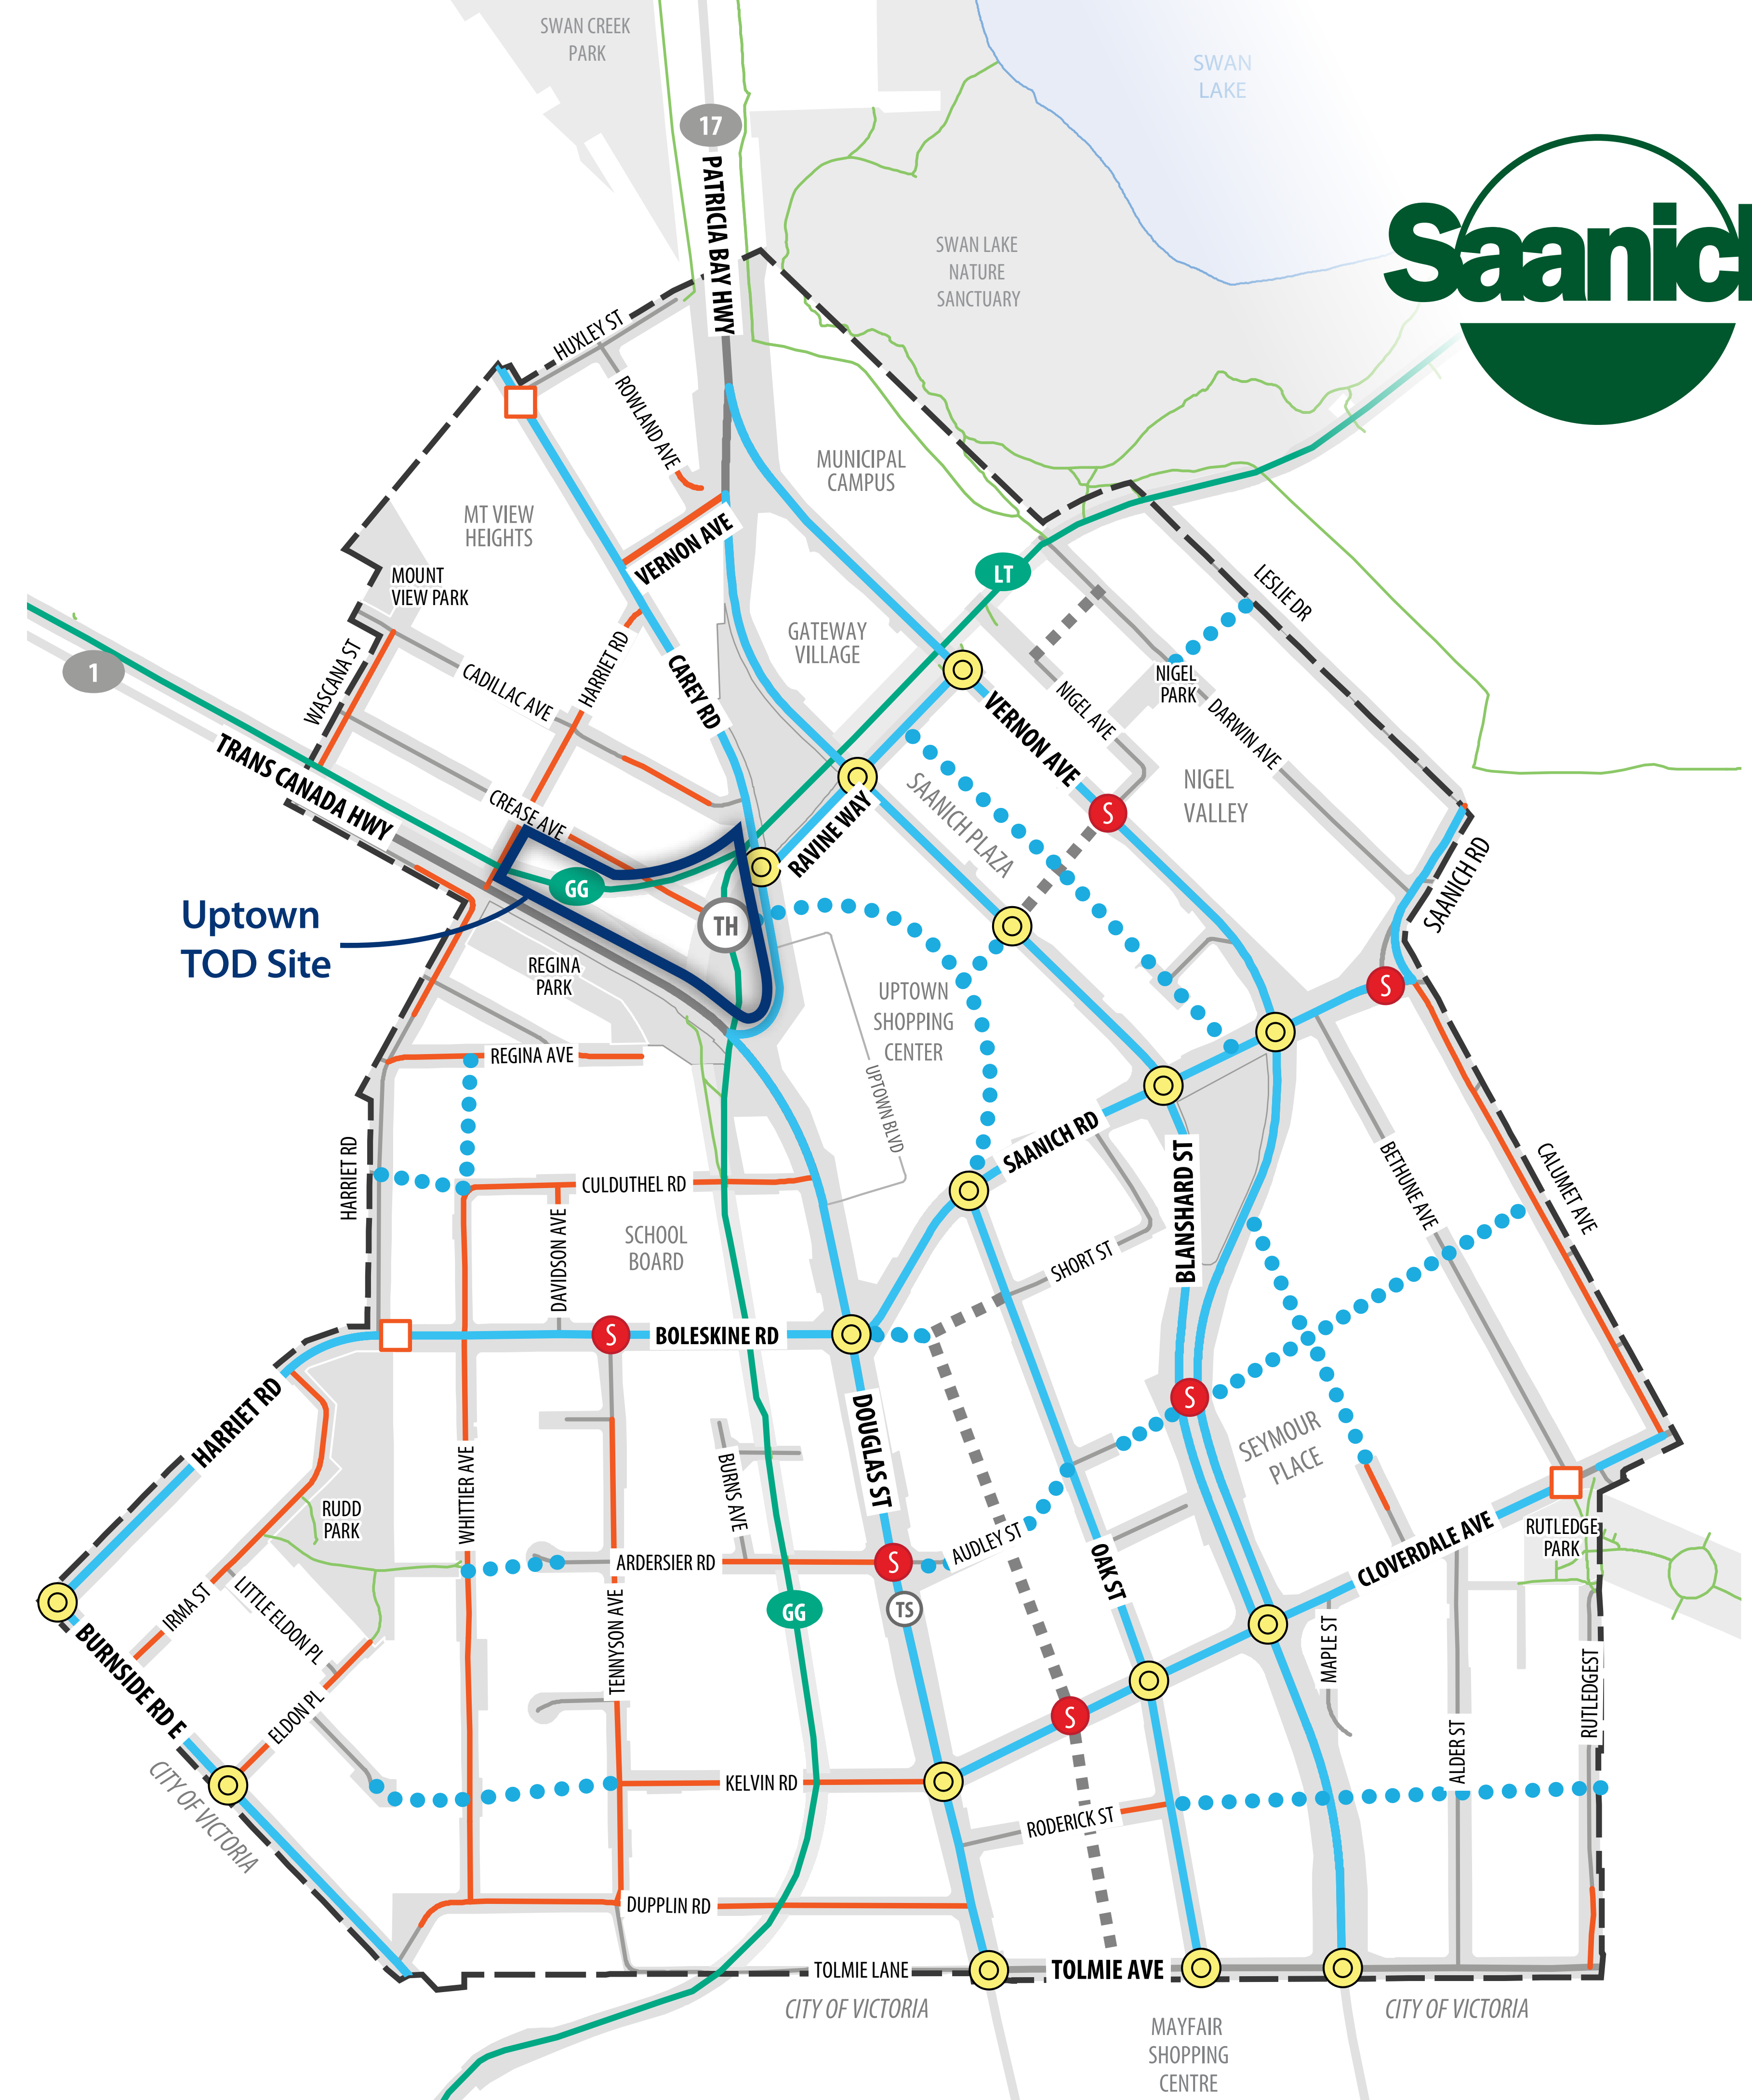 SWAN CREEK
PARK
SWAN
LAKE
17
PATRICIA BAY HWY
Saanich
SWAN LAKE
NATURE
SANCTUARY
HUXLEY ST
ROWLAND AVE
MUNICIPAL
CAMPUS
MT VIEW
HEIGHTS
VERNON AVE
LT
LESLIE DR
MOUNT
VIEW PARK
GATEWAY
VILLAGE
1
WASCANA ST
CADILLAC AVE
HARRIET RD
CAREY RD
NIGEL
PARK
NIGEL AVE
DARWIN AVE
VERNON AVE
TRANS CANADA HWY
CREASE AVE
SAANICH PLAZA
NIGEL
VALLEY
S
RAVINE WAY
SAANICH RD
GG
Uptown
TOD Site
TH
REGINA
PARK
UPTOWN
SHOPPING
CENTER
S
REGINA AVE
UPTOWN BLVD
HARRIET RD
SAANICH RD
BLANSHARD ST
BETHUNE AVE
CALUMET AVE
CULDUTHEL RD
DAVIDSON AVE
SCHOOL
BOARD
SHORT ST
S
BOLESKINE RD
HARRIET RD
DOUGLAS ST
S
SEYMOUR
PLACE
WHITTIER AVE
BURNS AVE
RUDD
PARK
AUDLEY ST
CLOVERDALE AVE
RUTLEDGE
PARK
ARDERSIER RD
S
OAK ST
IRMA ST
LITTLE ELDON PL
TENNYSON AVE
GG
TS
BURNSIDE RD E
MAPLE ST
RUTLEDGEST
ELDON PL
S
ALDER ST
CITY OF VICTORIA
KELVIN RD
RODERICK ST
DUPPLIN RD
TOLMIE LANE
TOLMIE AVE
CITY OF VICTORIA
CITY OF VICTORIA
MAYFAIR
SHOPPING
CENTRE